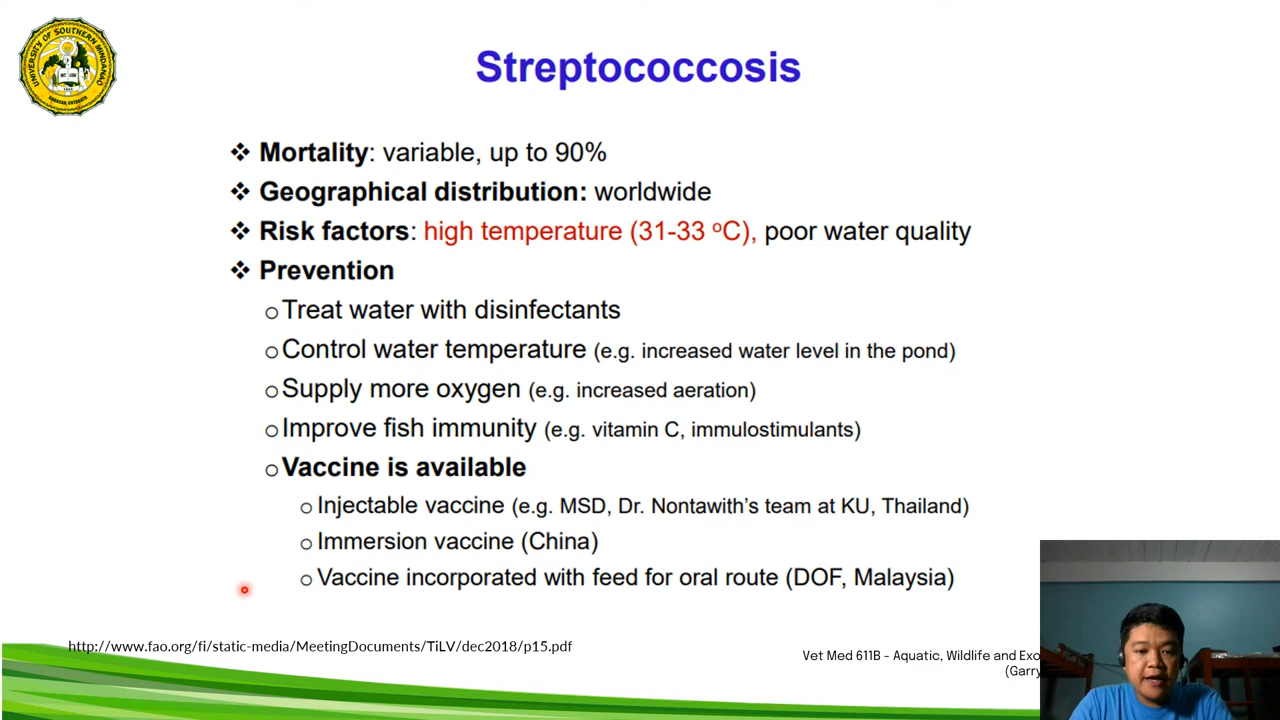 UNIVERSITY OF SOUTHERN MINDANAO
Streptococcosis
❖ Mortality: variable, up to 90%
❖ Geographical distribution: worldwide
❖ Risk factors: high temperature (31-33 ºC), poor water quality
❖ Prevention
o Treat water with disinfectants
o Control water temperature (e.g. increased water level in the pond)
o Supply more oxygen (e.g. increased aeration)
o Improve fish immunity (e.g. vitamin C, immulostimulants)
o Vaccine is available
o Injectable vaccine (e.g. MSD, Dr. Nontawith's team at KU, Thailand)
o Immersion vaccine (China)
o Vaccine incorporated with feed for oral route (DOF, Malaysia)
http://www.fao.org/fi/static-media/MeetingDocuments/TiLV/dec2018/p15.pdf
Vet Med 611B - Aquatic, Wildlife and Exo
(Garry